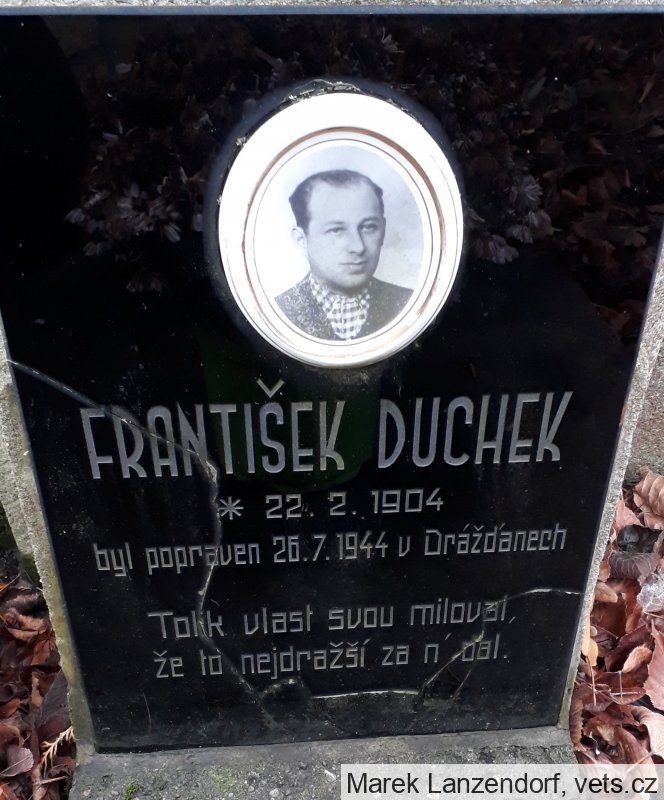 FRANTIŠEK DUCHEK
* 22. 2. 1904
byl popraven 26.7.1944 v Drážďanech
Tolik vlast svou miloval,
že to nejdražší za n´ dal.
Marek Lanzendorf, vets.cz